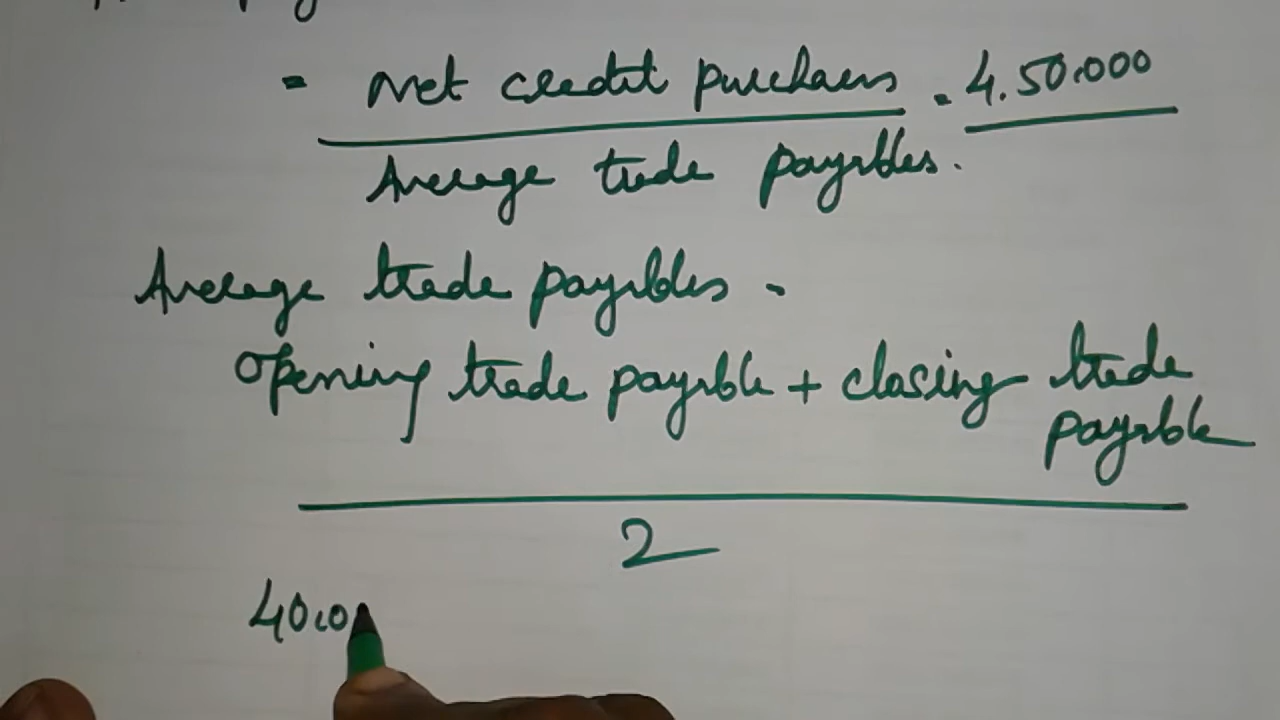 = Net credit purchases = 4,50,000
Average trade payables.
Average trade payables =
Opening trade payable + closing trade
payable
2
40,0